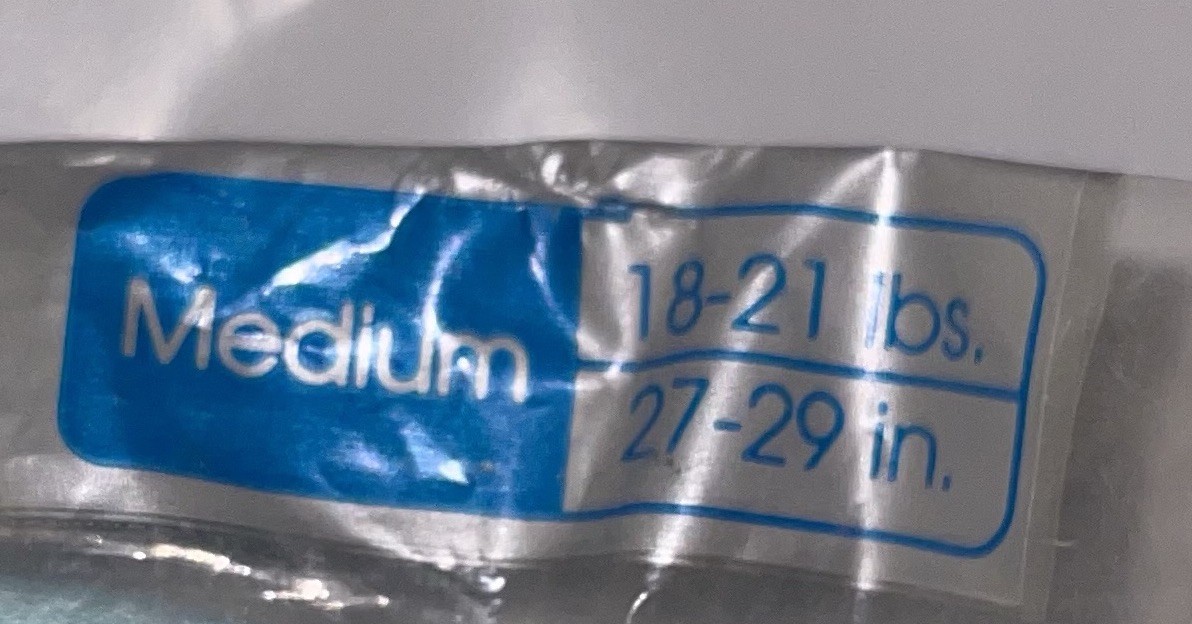 Medium
18-21 lbs.
27-29 in.